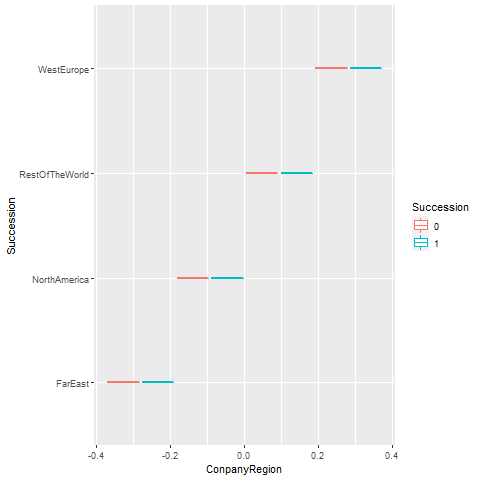 WestEurope
RestOfTheWorld
NorthAmerica
FarEast
Succession
-0.4
-0.2
0.0
0.2
0.4
ConpanyRegion
Succession
0
1